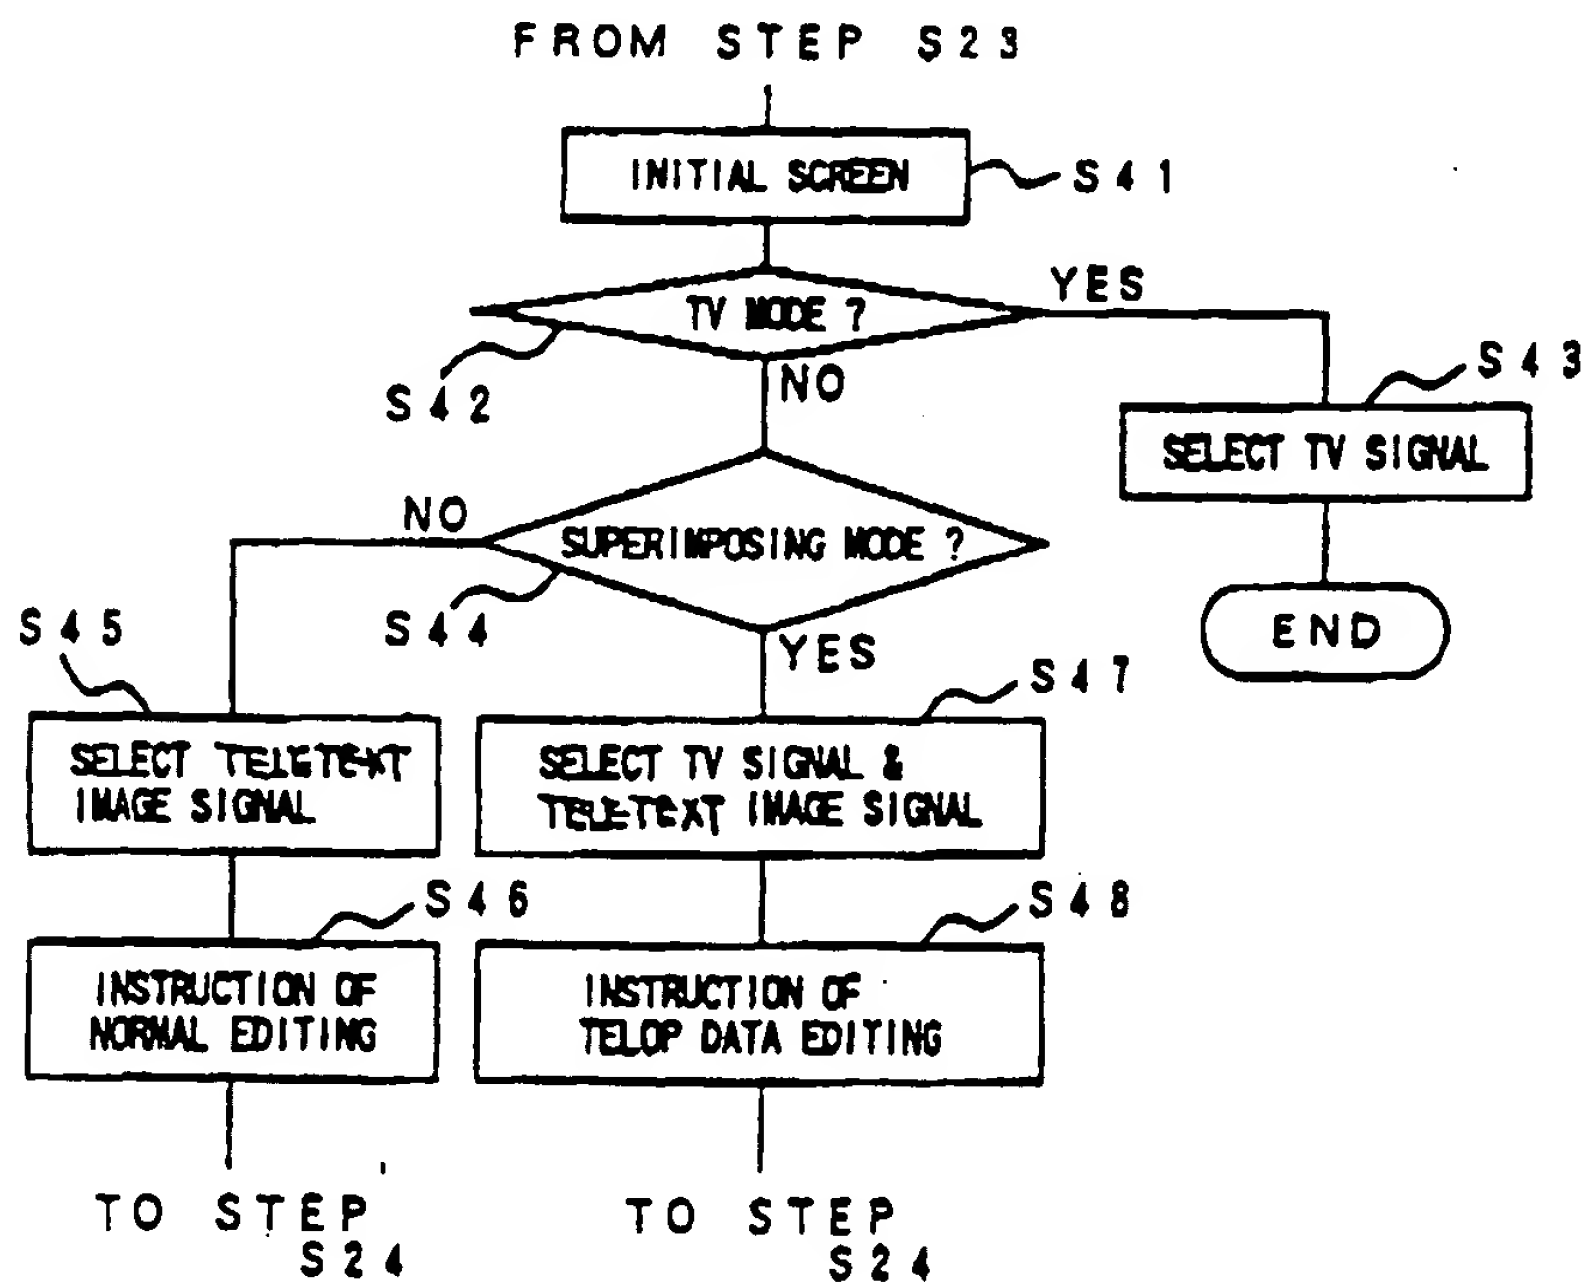 FROM STEP S23
INITIAL SCREEN
S41
TV MODE ?
YES
S42
NO
S43
SELECT TV SIGNAL
END
SUPERIMPOSING MODE ?
NO
S44
YES
S45
SELECT TELETEXT
IMAGE SIGNAL
S47
SELECT TV SIGNAL &
TELETEXT IMAGE SIGNAL
S46
INSTRUCTION OF
NORMAL EDITING
S48
INSTRUCTION OF
TELOP DATA EDITING
TO STEP
S24
TO STEP
S24